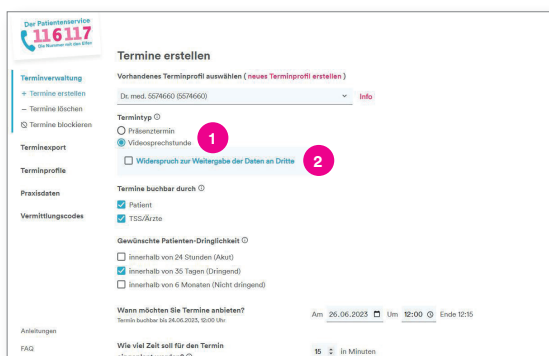 Der Patientenservice
116117
Die Nummer mit den Elfen
Terminverwaltung
+ Termine erstellen
– Termine löschen
Termine blockieren
Terminexport
Terminprofile
Praxisdaten
Vermittlungscodes
Anleitungen
FAQ
Termine erstellen
Vorhandenes Terminprofil auswählen ( neues Terminprofil erstellen )
Dr. med. 5574660 (5574660) Info
Termintyp
Präsenztermin
Videosprechstunde 1
Widerspruch zur Weitergabe der Daten an Dritte 2
Termine buchbar durch
Patient
TSS/Ärzte
Gewünschte Patienten-Dringlichkeit
innerhalb von 24 Stunden (Akut)
innerhalb von 35 Tagen (Dringend)
innerhalb von 6 Monaten (Nicht dringend)
Wann möchten Sie Termine anbieten? Am 26.06.2023 Um 12:00 Ende 12:15
Termin buchbar bis 24.06.2023, 12:00 Uhr
Wie viel Zeit soll für den Termin 15 in Minuten